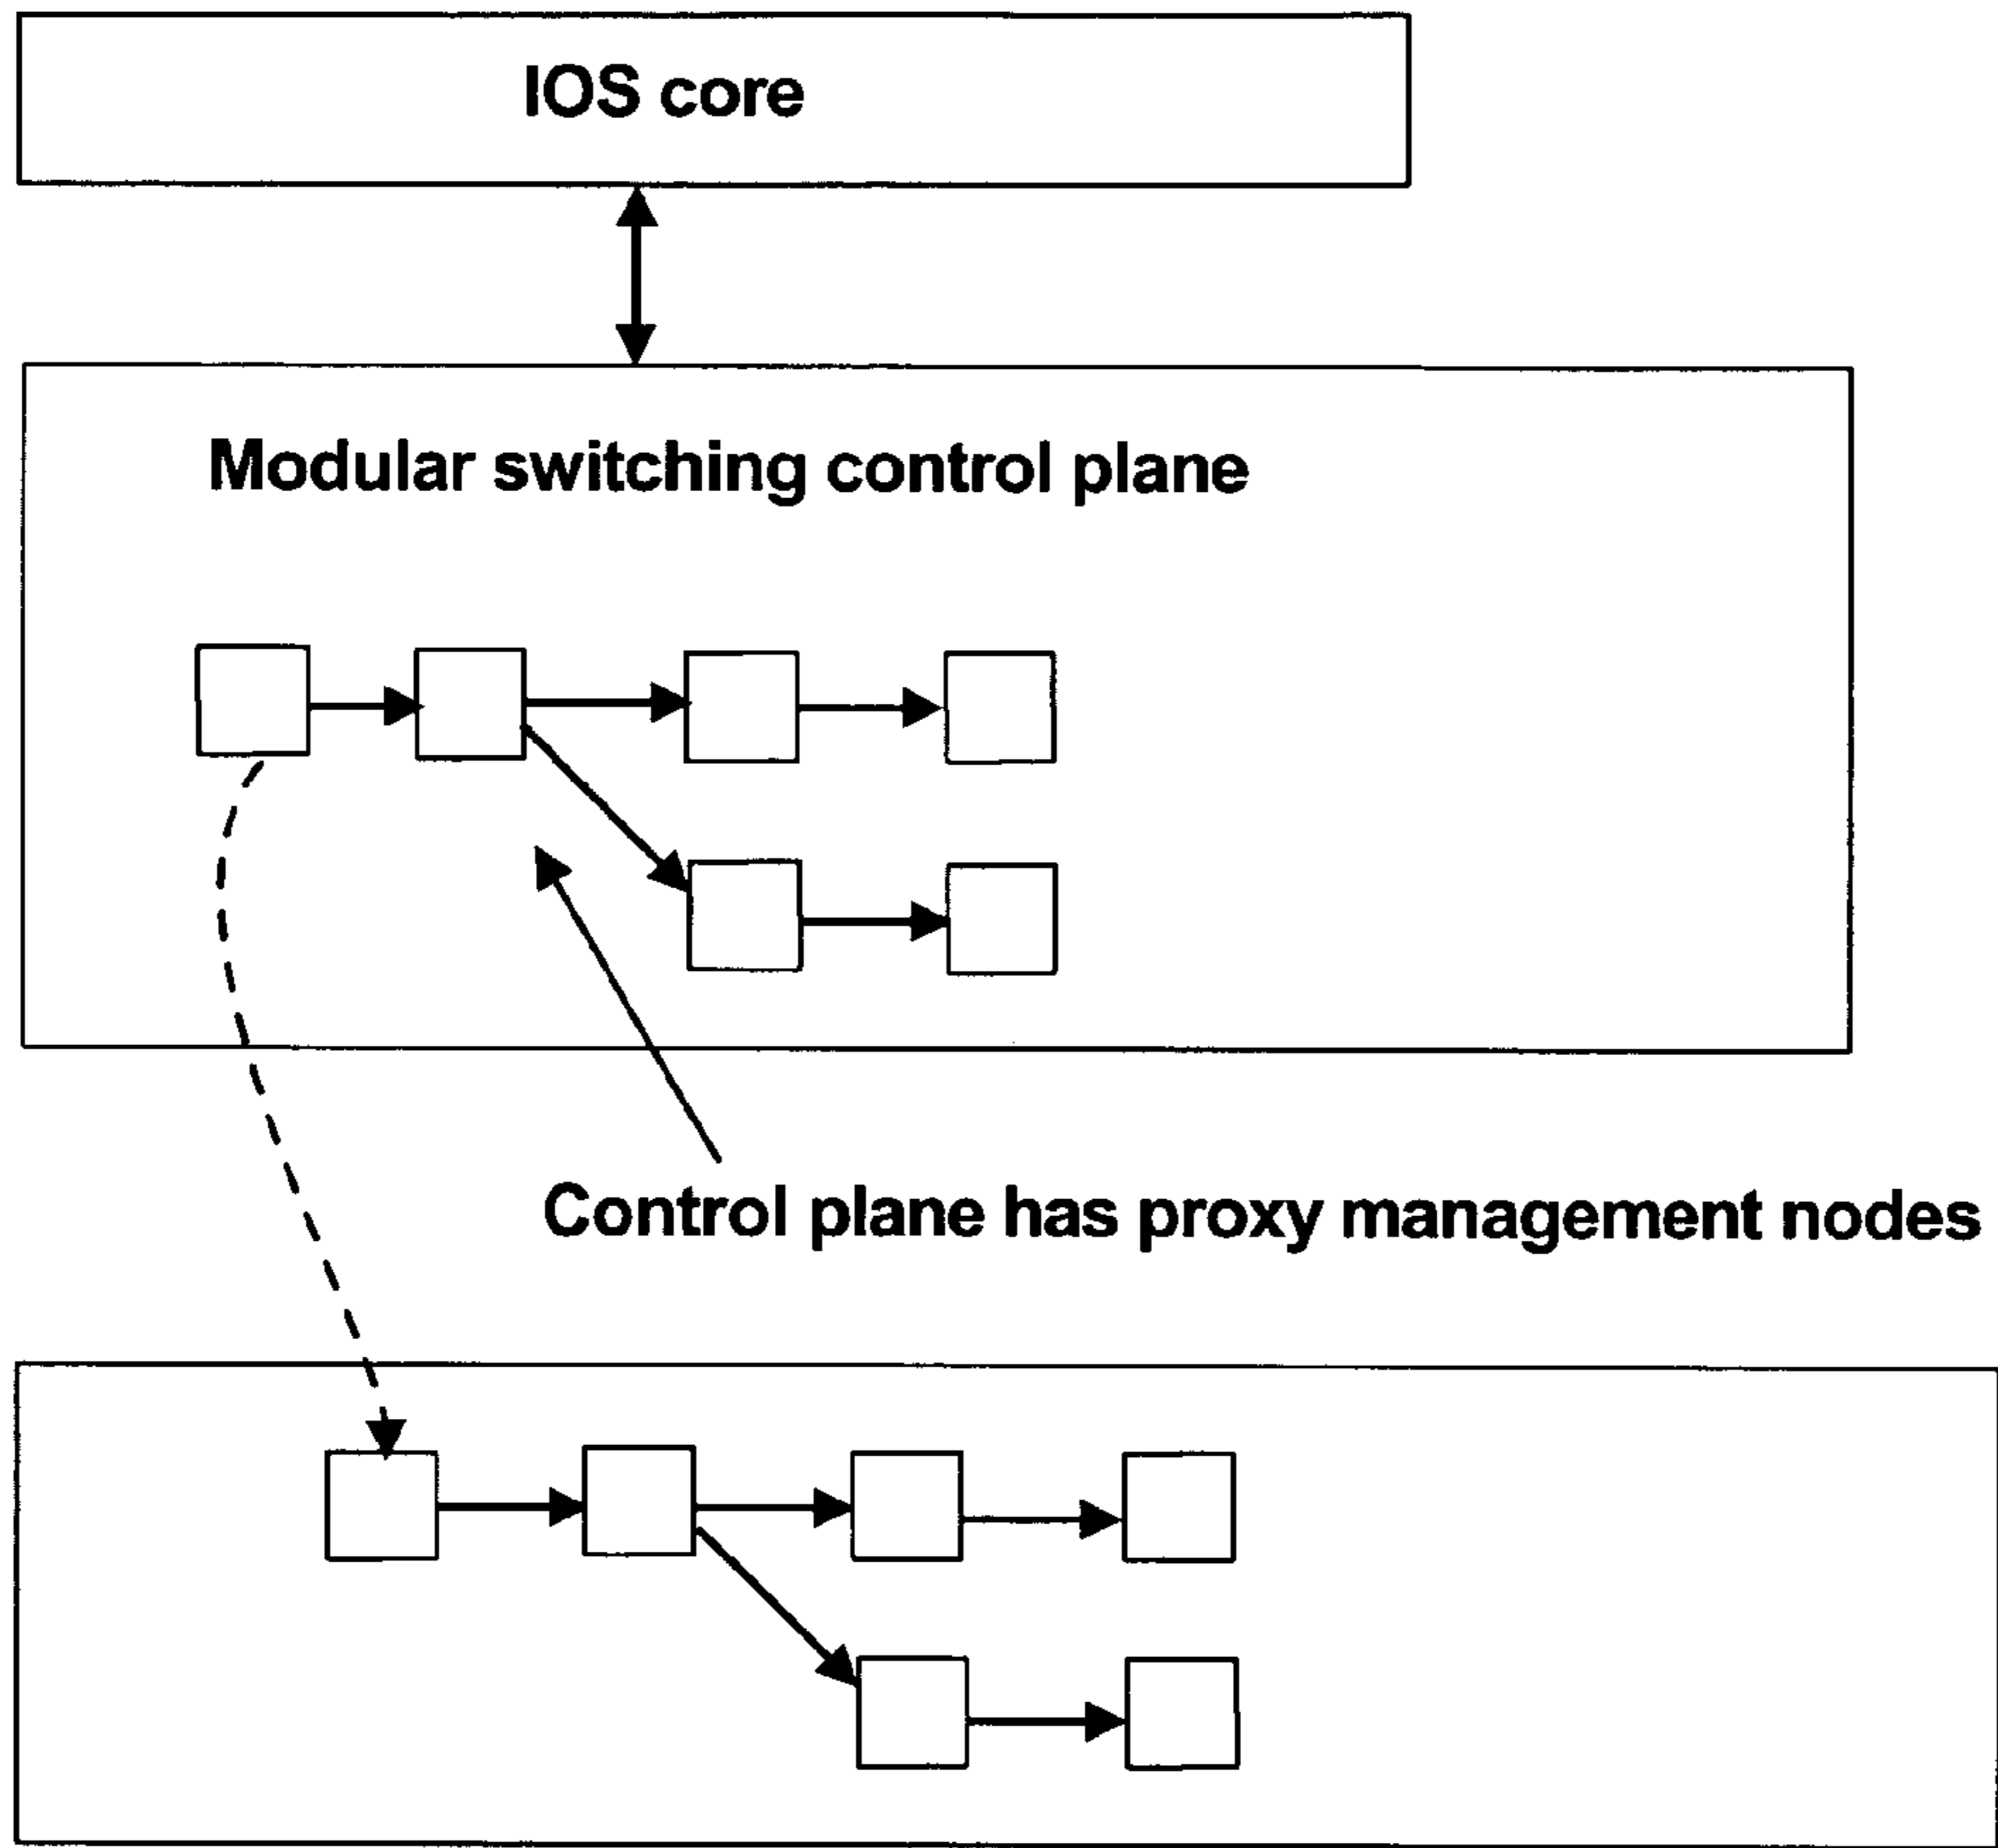 IOS core
Modular switching control plane
Control plane has proxy management nodes